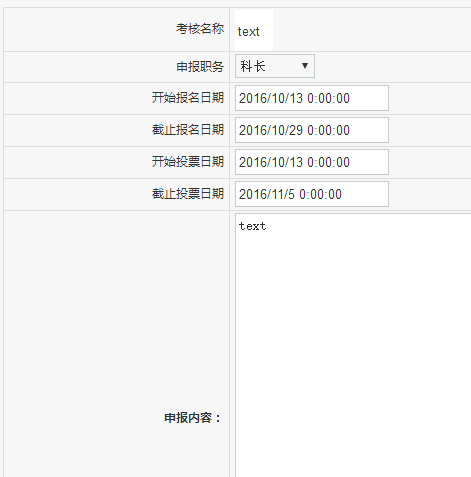 考核名称 text
申报职务 科长
开始报名日期 2016/10/13 0:00:00
截止报名日期 2016/10/29 0:00:00
开始投票日期 2016/10/13 0:00:00
截止投票日期 2016/11/5 0:00:00
text
申报内容：